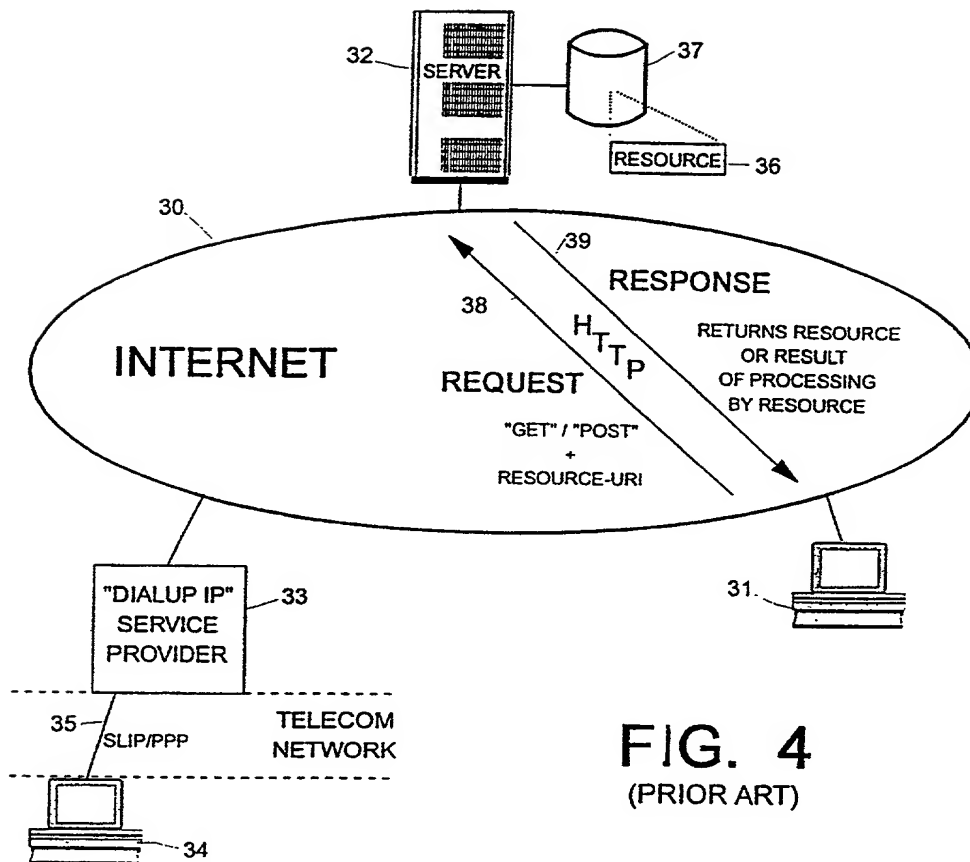 32
SERVER
37
RESOURCE
36
30
39
RESPONSE
38
HTTP
INTERNET
REQUEST
RETURNS RESOURCE
OR RESULT
OF PROCESSING
BY RESOURCE
"GET" / "POST"
+
RESOURCE-URI
"DIALUP IP"
SERVICE
PROVIDER
33
31
35
SLIP/PPP
TELECOM
NETWORK
34
FIG. 4
(PRIOR ART)